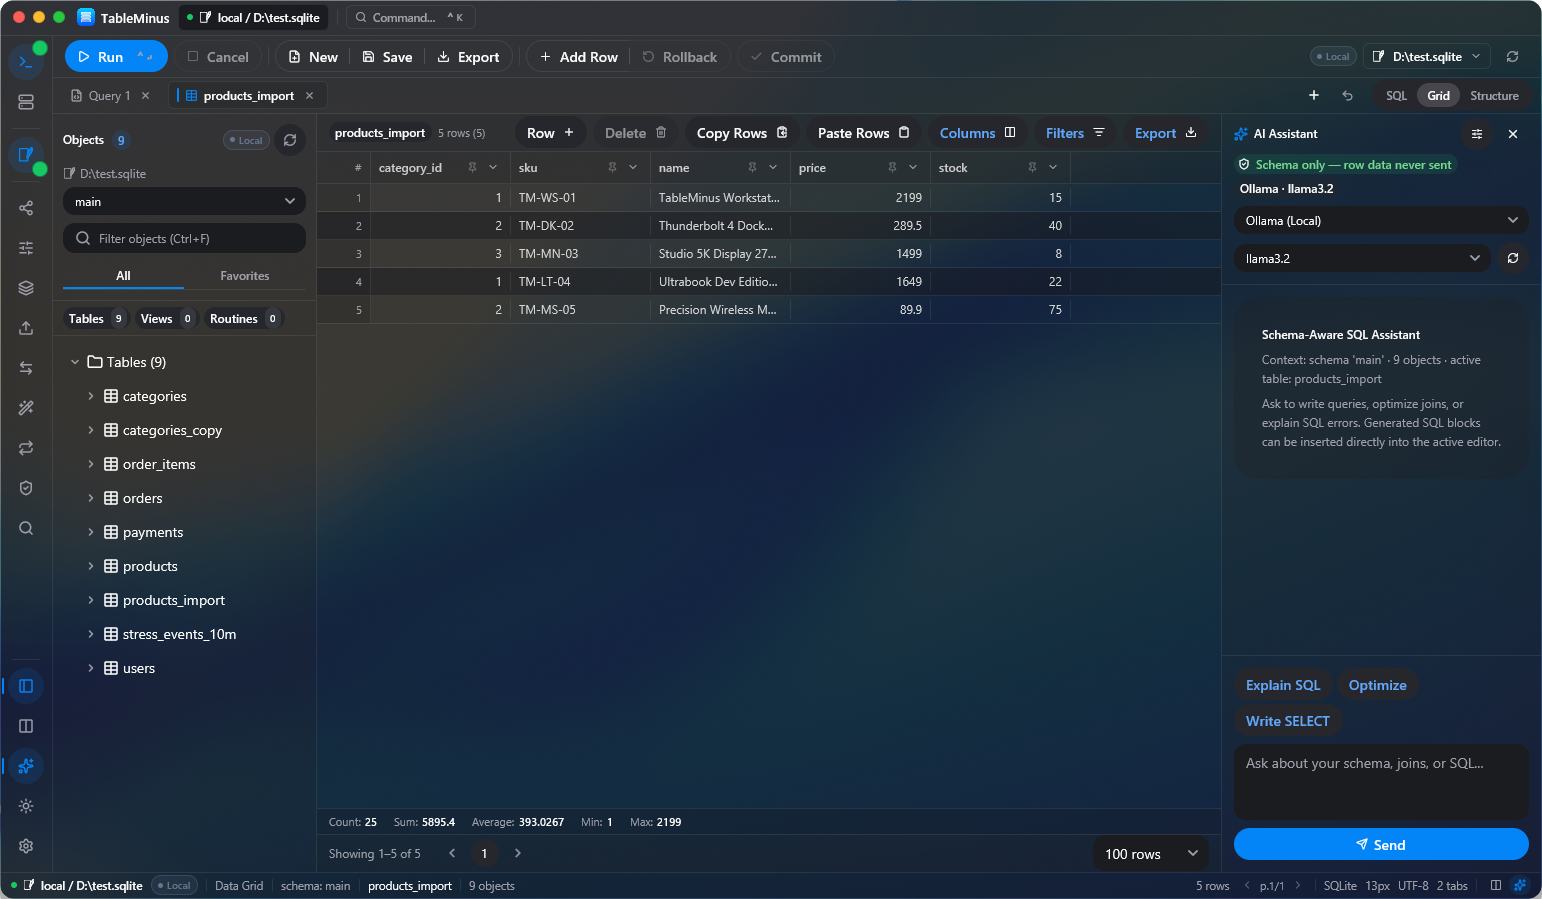 TableMinus
local / D:\test.sqlite
Command... ^ K
Run
Cancel
New
Save
Export
Add Row
Rollback
Commit
Local
D:\test.sqlite
Query 1
products_import
SQL
Grid
Structure
Objects 9
Local
D:\test.sqlite
main
Filter objects (Ctrl+F)
All
Favorites
Tables 9
Views 0
Routines 0
Tables (9)
categories
categories_copy
order_items
orders
payments
products
products_import
stress_events_10m
users
products_import 5 rows (5)
Row +
Delete
Copy Rows
Paste Rows
Columns
Filters
Export
# category_id sku name price stock
1 1 TM-WS-01 TableMinus Workstat... 2199 15
2 2 TM-DK-02 Thunderbolt 4 Dock... 289.5 40
3 3 TM-MN-03 Studio 5K Display 27... 1499 8
4 1 TM-LT-04 Ultrabook Dev Editio... 1649 22
5 2 TM-MS-05 Precision Wireless M... 89.9 75
Count: 25 Sum: 5895.4 Average: 393.0267 Min: 1 Max: 2199
Showing 1–5 of 5
1
100 rows
AI Assistant
Schema only — row data never sent
Ollama · llama3.2
Ollama (Local)
llama3.2
Schema-Aware SQL Assistant
Context: schema 'main' · 9 objects · active
table: products_import
Ask to write queries, optimize joins, or
explain SQL errors. Generated SQL blocks
can be inserted directly into the active editor.
Explain SQL
Optimize
Write SELECT
Ask about your schema, joins, or SQL...
Send
local / D:\test.sqlite Local Data Grid schema: main products_import 9 objects
5 rows p.1/1 SQLite 13px UTF-8 2 tabs